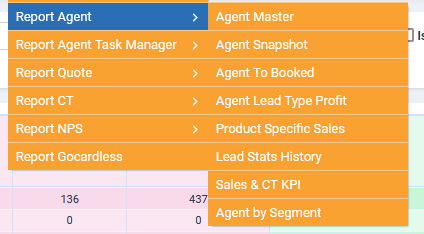 Report Agent
Report Agent Task Manager
Report Quote
Report CT
Report NPS
Report Gocardless
Agent Master
Agent Snapshot
Agent To Booked
Agent Lead Type Profit
Product Specific Sales
Lead Stats History
Sales & CT KPI
Agent by Segment
136
437
0
0